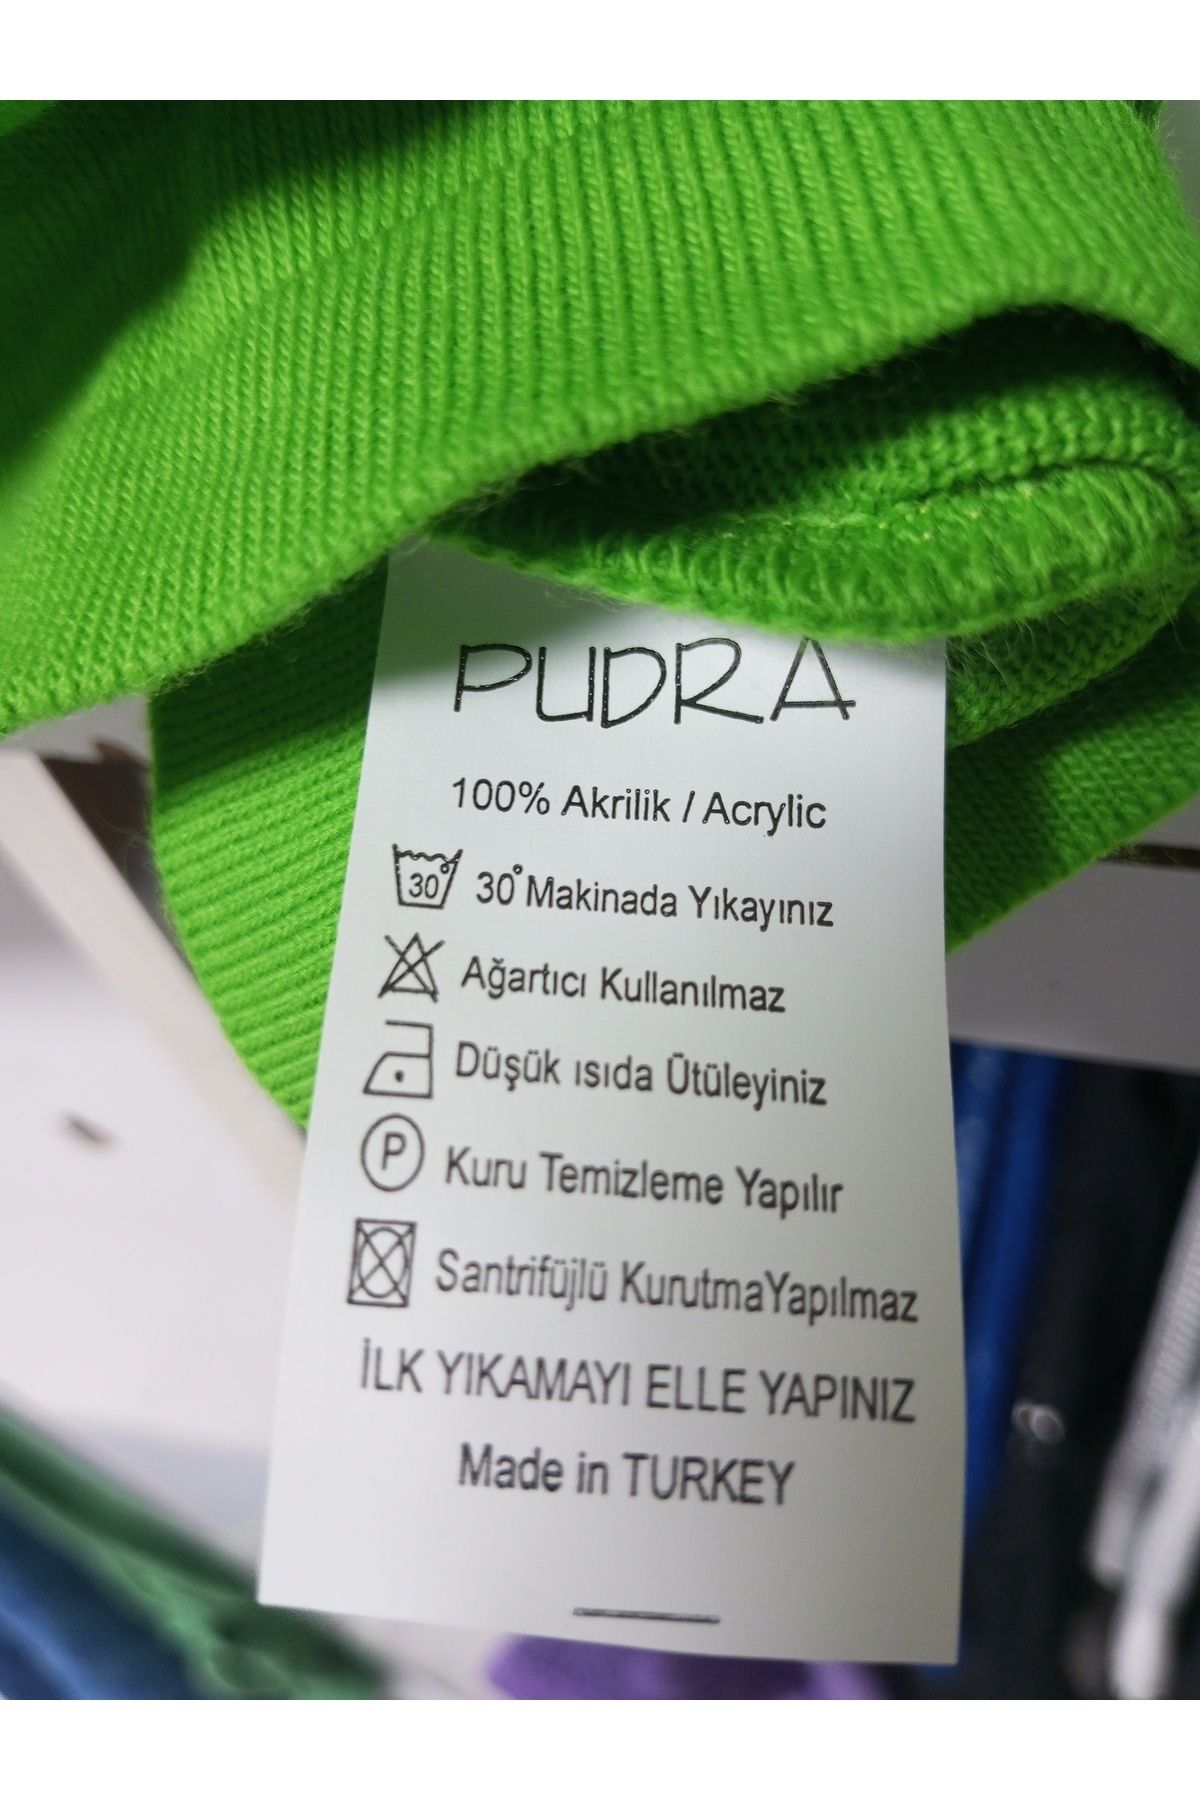 PUDRA
100% Akrilik / Acrylic
30° 30° Makinada Yıkayınız
Ağartıcı Kullanılmaz
Düşük ısıda Ütüleyiniz
P Kuru Temizleme Yapılır
Santrifüjlü KurutmaYapılmaz
İLK YIKAMAYI ELLE YAPINIZ
Made in TURKEY